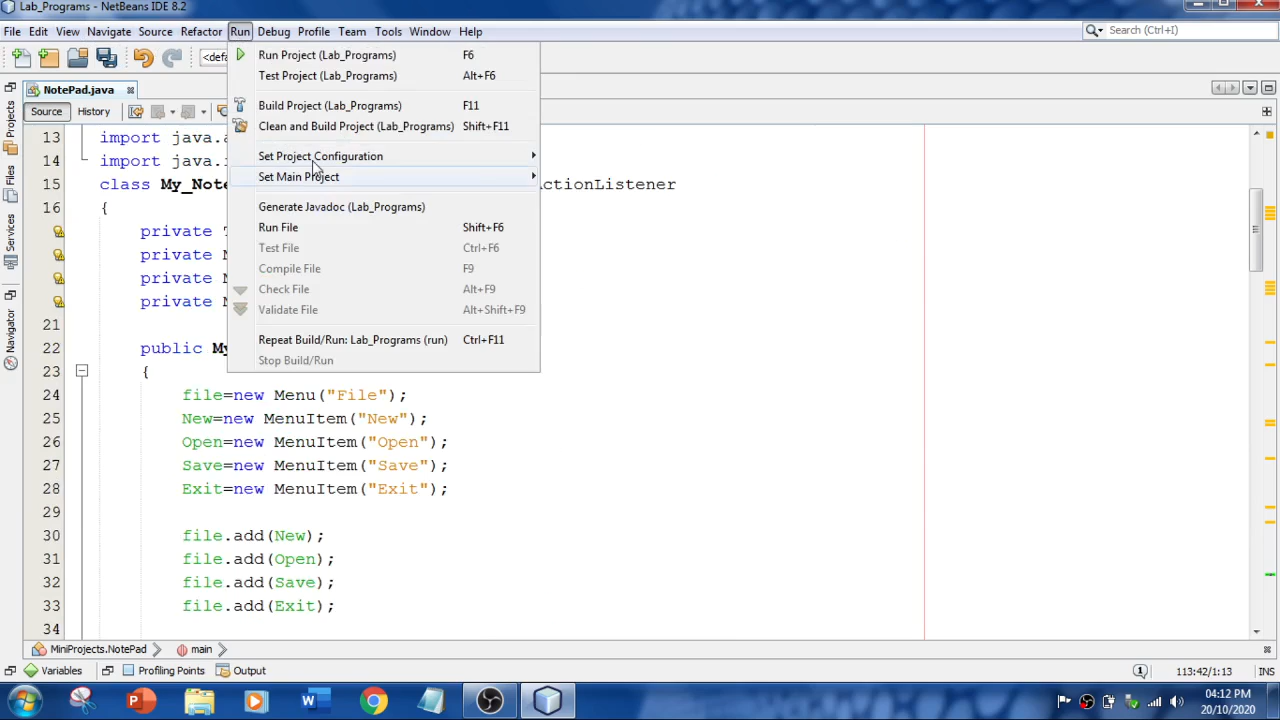 Lab_Programs - NetBeans IDE 8.2
File Edit View Navigate Source Refactor Run Debug Profile Team Tools Window Help
Search (Ctrl+I)
<def
Run Project (Lab_Programs) F6
Test Project (Lab_Programs) Alt+F6
Build Project (Lab_Programs) F11
Clean and Build Project (Lab_Programs) Shift+F11
Set Project Configuration
Set Main Project
Generate Javadoc (Lab_Programs)
Run File Shift+F6
Test File Ctrl+F6
Compile File F9
Check File Alt+F9
Validate File Alt+Shift+F9
Repeat Build/Run: Lab_Programs (run) Ctrl+F11
Stop Build/Run
NotePad.java
Source History
Projects
Files
Services
Navigator
13 import java.
14 import java.
15 class My_Note ctionListener
16 {
private
private
private
private
21
22 public My
23 {
24 file=new Menu("File");
25 New=new MenuItem("New");
26 Open=new MenuItem("Open");
27 Save=new MenuItem("Save");
28 Exit=new MenuItem("Exit");
29
30 file.add(New);
31 file.add(Open);
32 file.add(Save);
33 file.add(Exit);
34
MiniProjects.NotePad main
Variables Profiling Points Output
1 113:42/1:13 INS
04:12 PM
20/10/2020